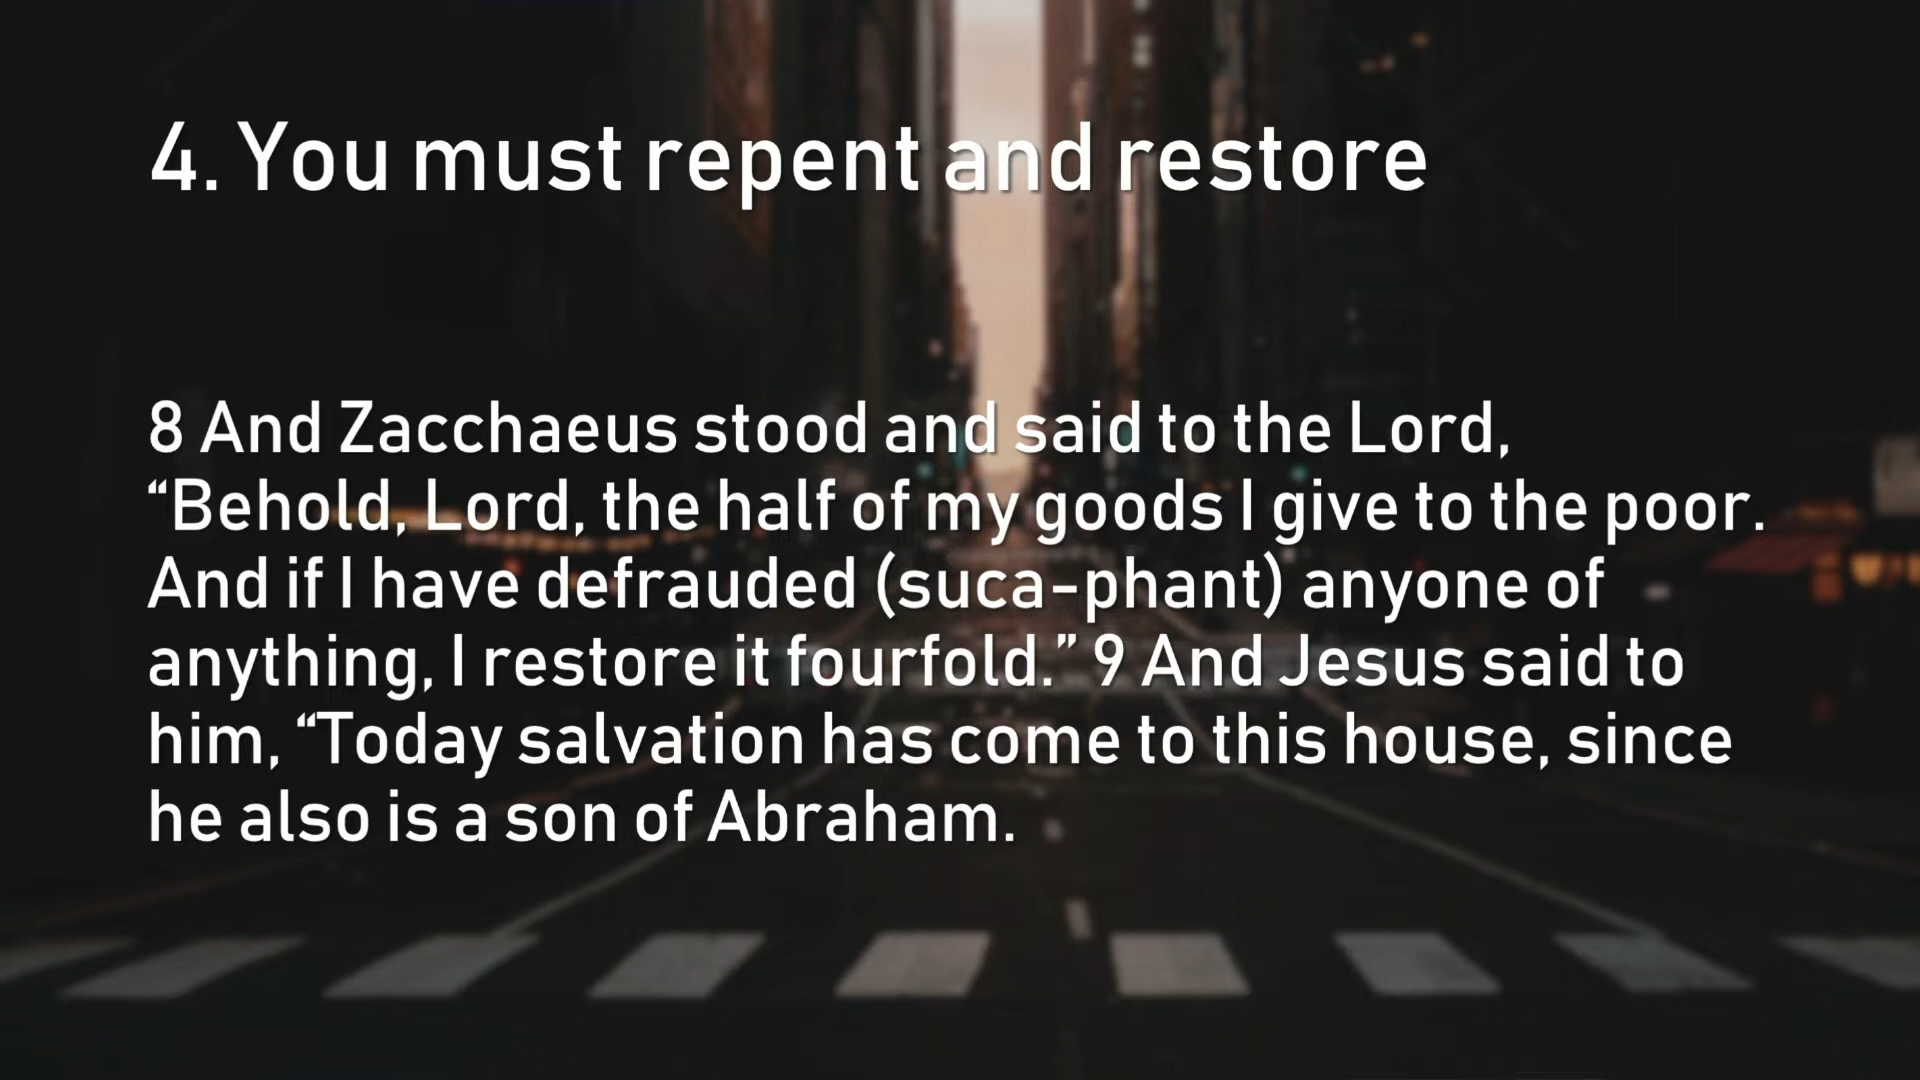 4. You must repent and restore
8 And Zacchaeus stood and said to the Lord,
“Behold, Lord, the half of my goods I give to the poor.
And if I have defrauded (suca-phant) anyone of
anything, I restore it fourfold.” 9 And Jesus said to
him, “Today salvation has come to this house, since
he also is a son of Abraham.